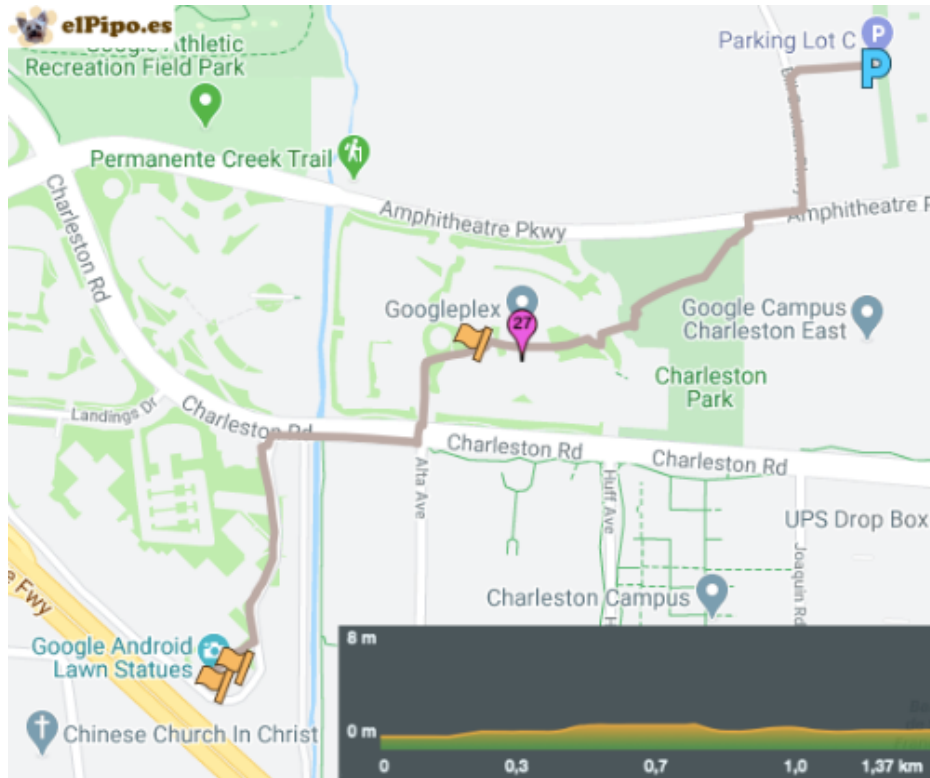 elPipo.es
Google Athletic
Recreation Field Park
Parking Lot C
P
P
Permanente Creek Trail
Charleston Rd
Amphitheatre Pkwy
Amphitheatre P
Googleplex
27
Google Campus
Charleston East
Charleston
Park
Landings Dr
Charleston Rd
Charleston Rd
Charleston Rd
Alta Ave
Huff Ave
UPS Drop Box
Joaquin Rd
e Fwy
Charleston Campus
H
Google Android
Lawn Statues
Chinese Church In Christ
8 m
0 m
0 0,3 0,7 1,0 1,37 km